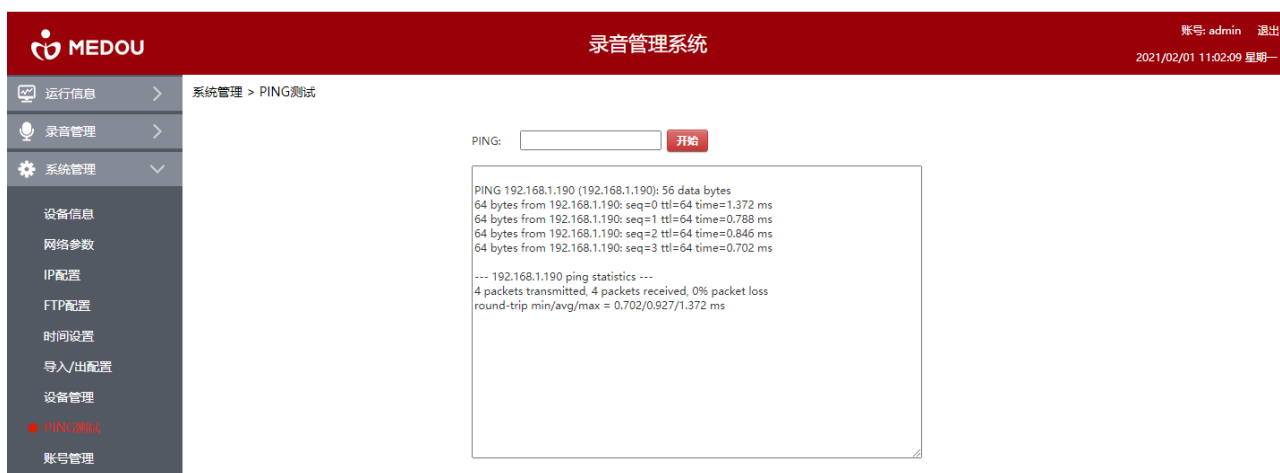 MEDOU
录音管理系统
账号: admin 退出
2021/02/01 11:02:09 星期一
运行信息
录音管理
系统管理
设备信息
网络参数
IP配置
FTP配置
时间设置
导入/出配置
设备管理
PING测试
账号管理
系统管理 > PING测试
PING:
开始
PING 192.168.1.190 (192.168.1.190): 56 data bytes
64 bytes from 192.168.1.190: seq=0 ttl=64 time=1.372 ms
64 bytes from 192.168.1.190: seq=1 ttl=64 time=0.788 ms
64 bytes from 192.168.1.190: seq=2 ttl=64 time=0.846 ms
64 bytes from 192.168.1.190: seq=3 ttl=64 time=0.702 ms
--- 192.168.1.190 ping statistics ---
4 packets transmitted, 4 packets received, 0% packet loss
round-trip min/avg/max = 0.702/0.927/1.372 ms